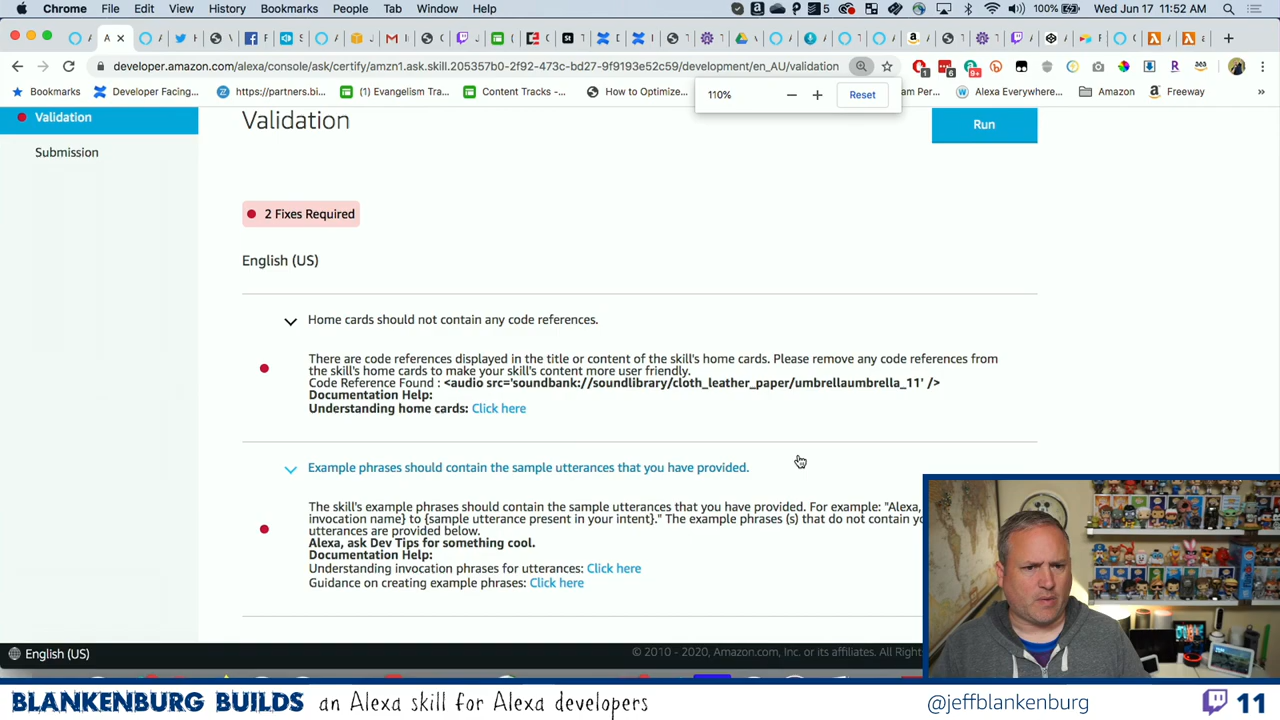 Chrome File Edit View History Bookmarks People Tab Window Help
5 100% Wed Jun 17 11:52 AM
developer.amazon.com/alexa/console/ask/certify/amzn1.ask.skill.205357b0-2f92-473c-bd27-9f9193e52c59/development/en_AU/validation
Bookmarks Developer Facing... https://partners.bi... (1) Evangelism Tra... Content Tracks -... How to Optimize... am Per... Alexa Everywhere... Amazon Freeway »
110% Reset
Validation
Submission
Validation
Run
2 Fixes Required
English (US)
Home cards should not contain any code references.
There are code references displayed in the title or content of the skill's home cards. Please remove any code references from
the skill's home cards to make your skill's content more user friendly.
Code Reference Found : <audio src='soundbank://soundlibrary/cloth_leather_paper/umbrellaumbrella_11' />
Documentation Help:
Understanding home cards: Click here
Example phrases should contain the sample utterances that you have provided.
The skill's example phrases should contain the sample utterances that you have provided. For example: "Alexa,
invocation name} to {sample utterance present in your intent}." The example phrases (s) that do not contain
utterances are provided below.
Alexa, ask Dev Tips for something cool.
Documentation Help:
Understanding invocation phrases for utterances: Click here
Guidance on creating example phrases: Click here
English (US)
© 2010 - 2020, Amazon.com, Inc. or its affiliates. All
BLANKENBURG BUILDS an Alexa skill for Alexa developers
@jeffblankenburg 11